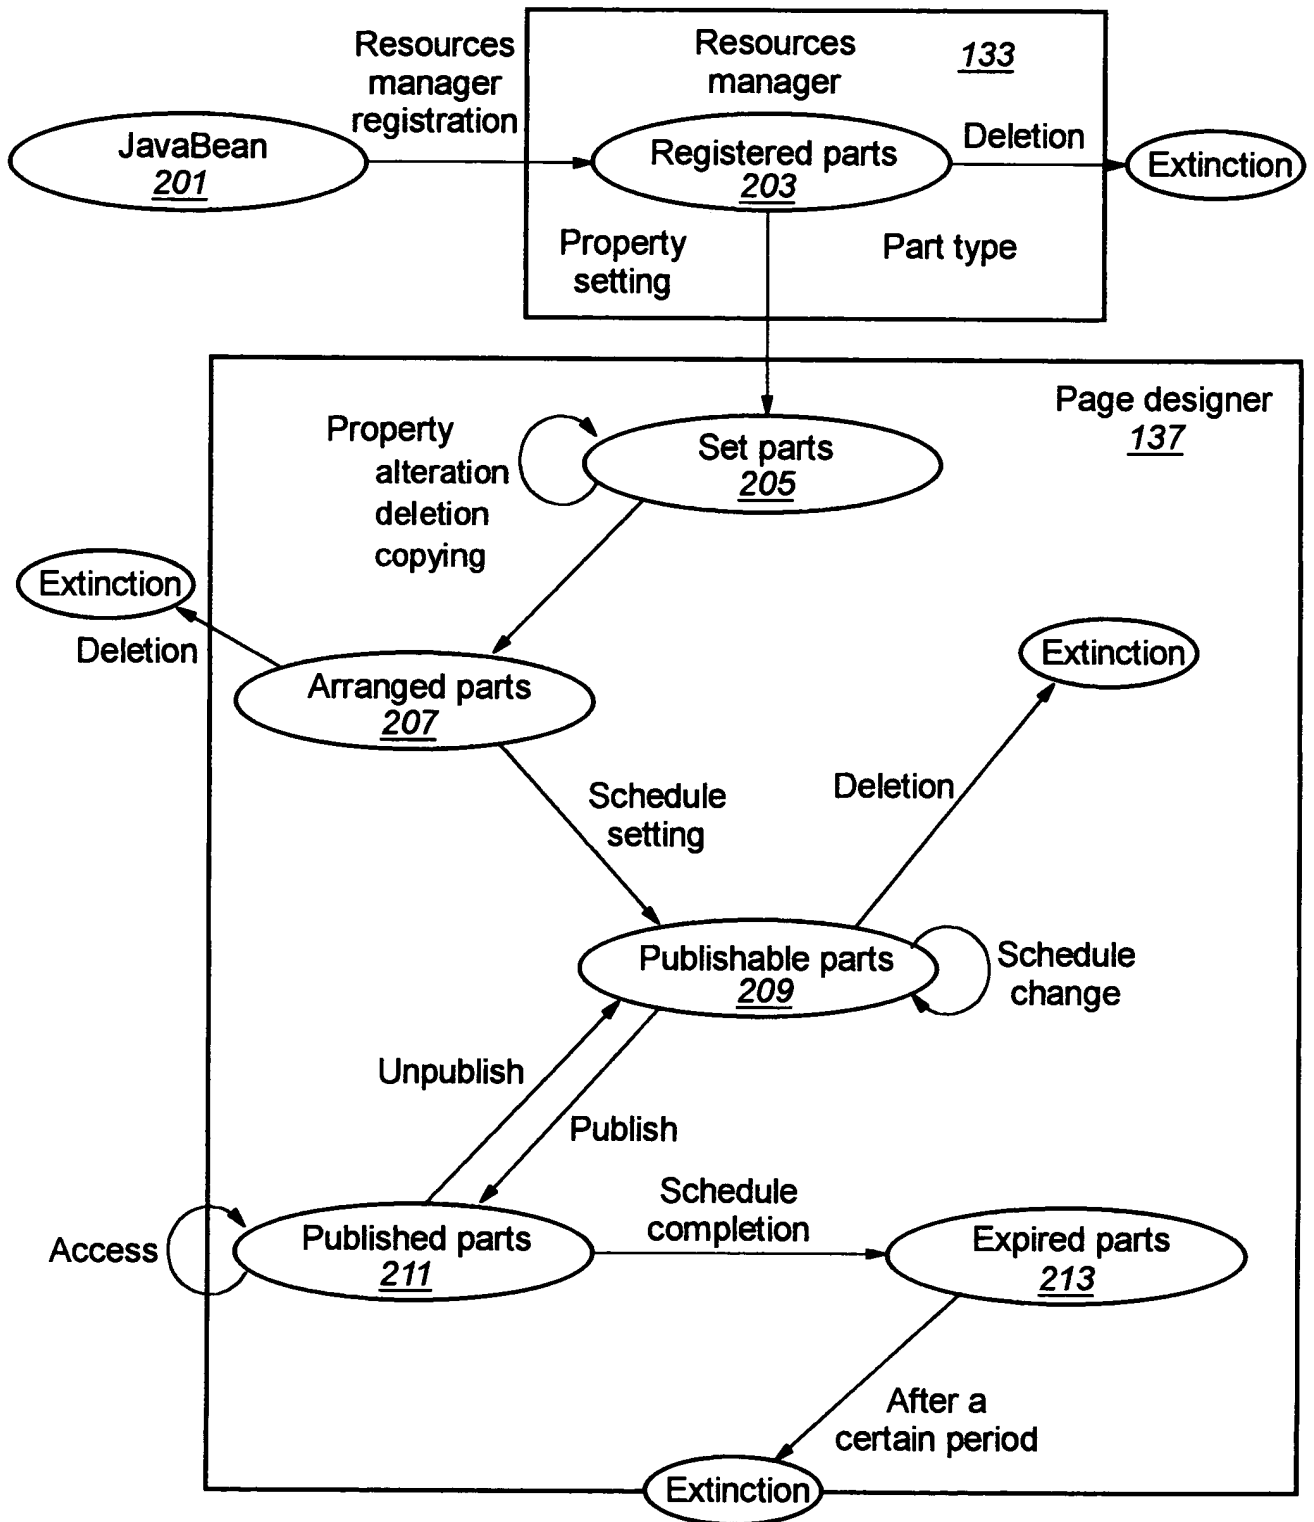 Resources
manager
registration
Resources
manager
133
JavaBean
201
Registered parts
203
Deletion
Extinction
Property
setting
Part type
Page designer
137
Property
alteration
deletion
copying
Set parts
205
Extinction
Deletion
Arranged parts
207
Extinction
Deletion
Schedule
setting
Publishable parts
209
Schedule
change
Unpublish
Publish
Access
Published parts
211
Schedule
completion
Expired parts
213
After a
certain period
Extinction